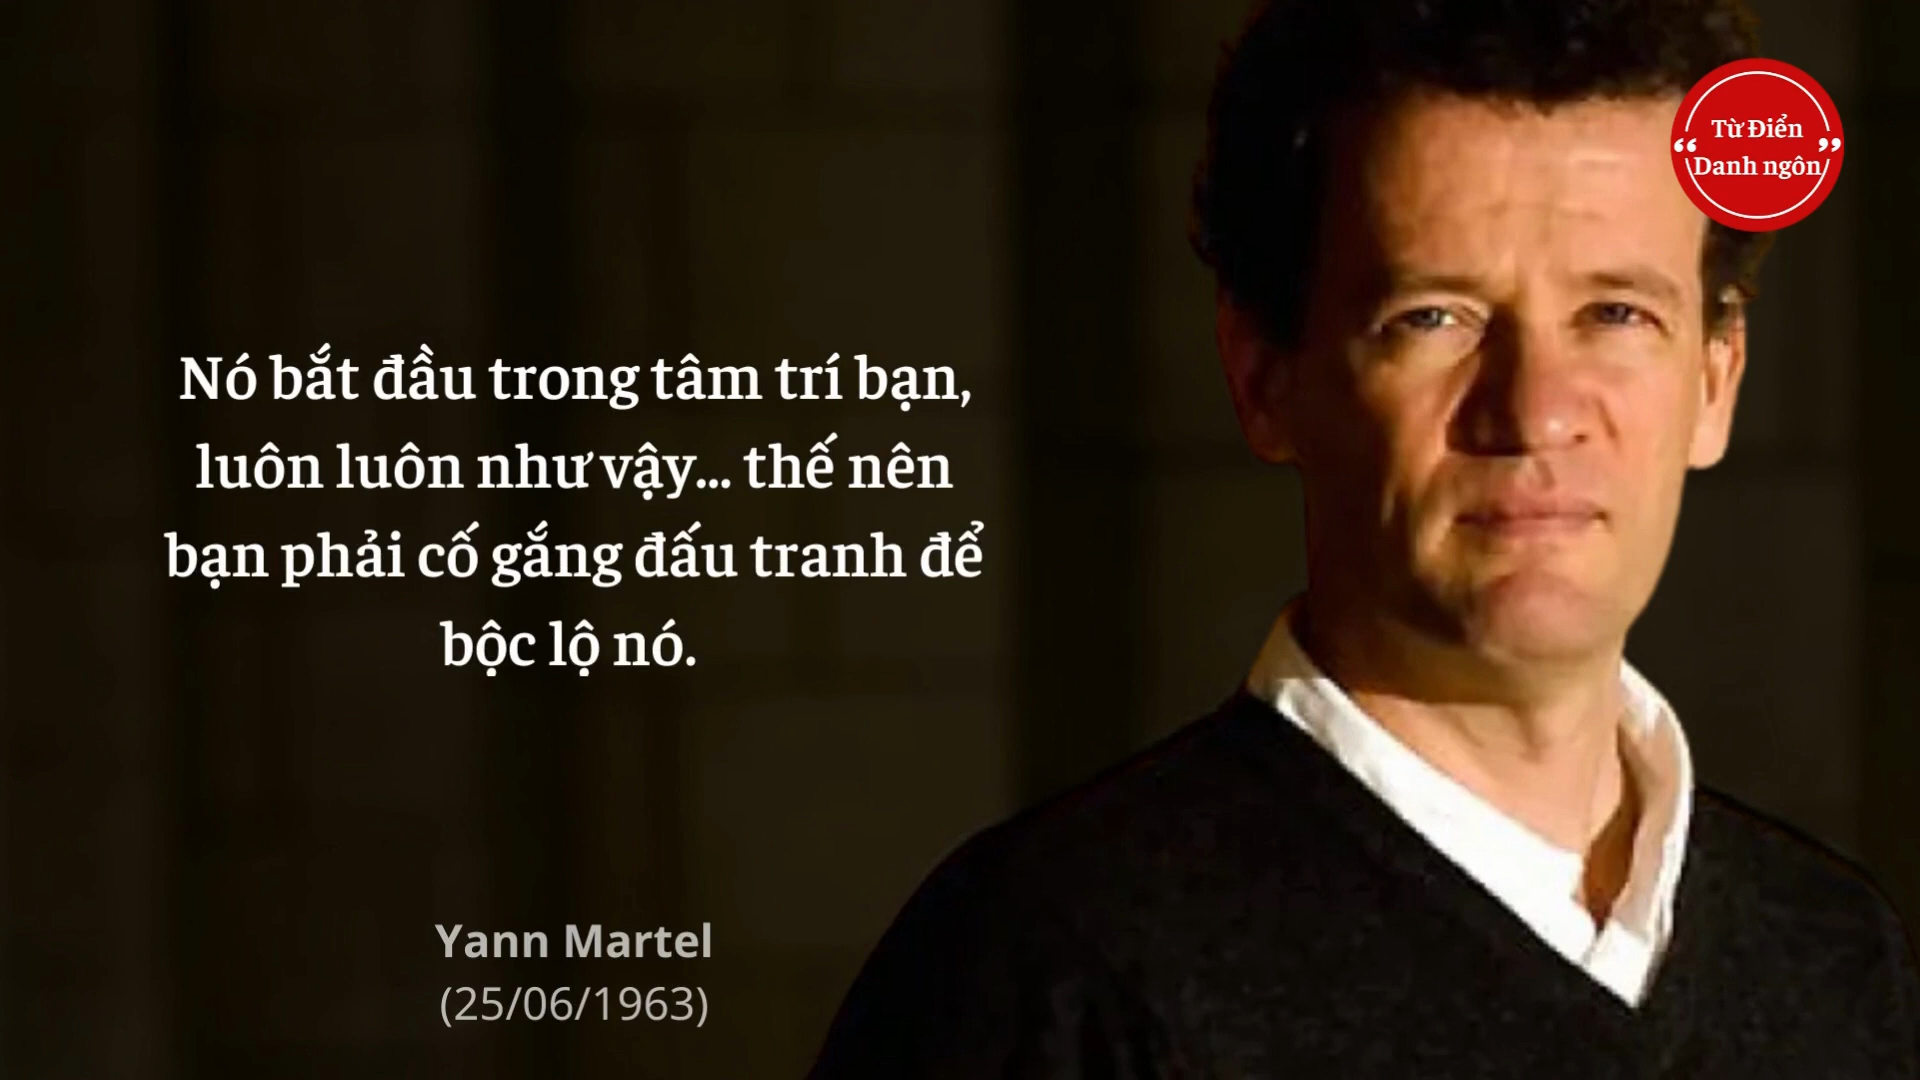 Từ Điển
“ ”
Danh ngôn
Nó bắt đầu trong tâm trí bạn,
luôn luôn như vậy... thế nên
bạn phải cố gắng đấu tranh để
bộc lộ nó.
Yann Martel
(25/06/1963)